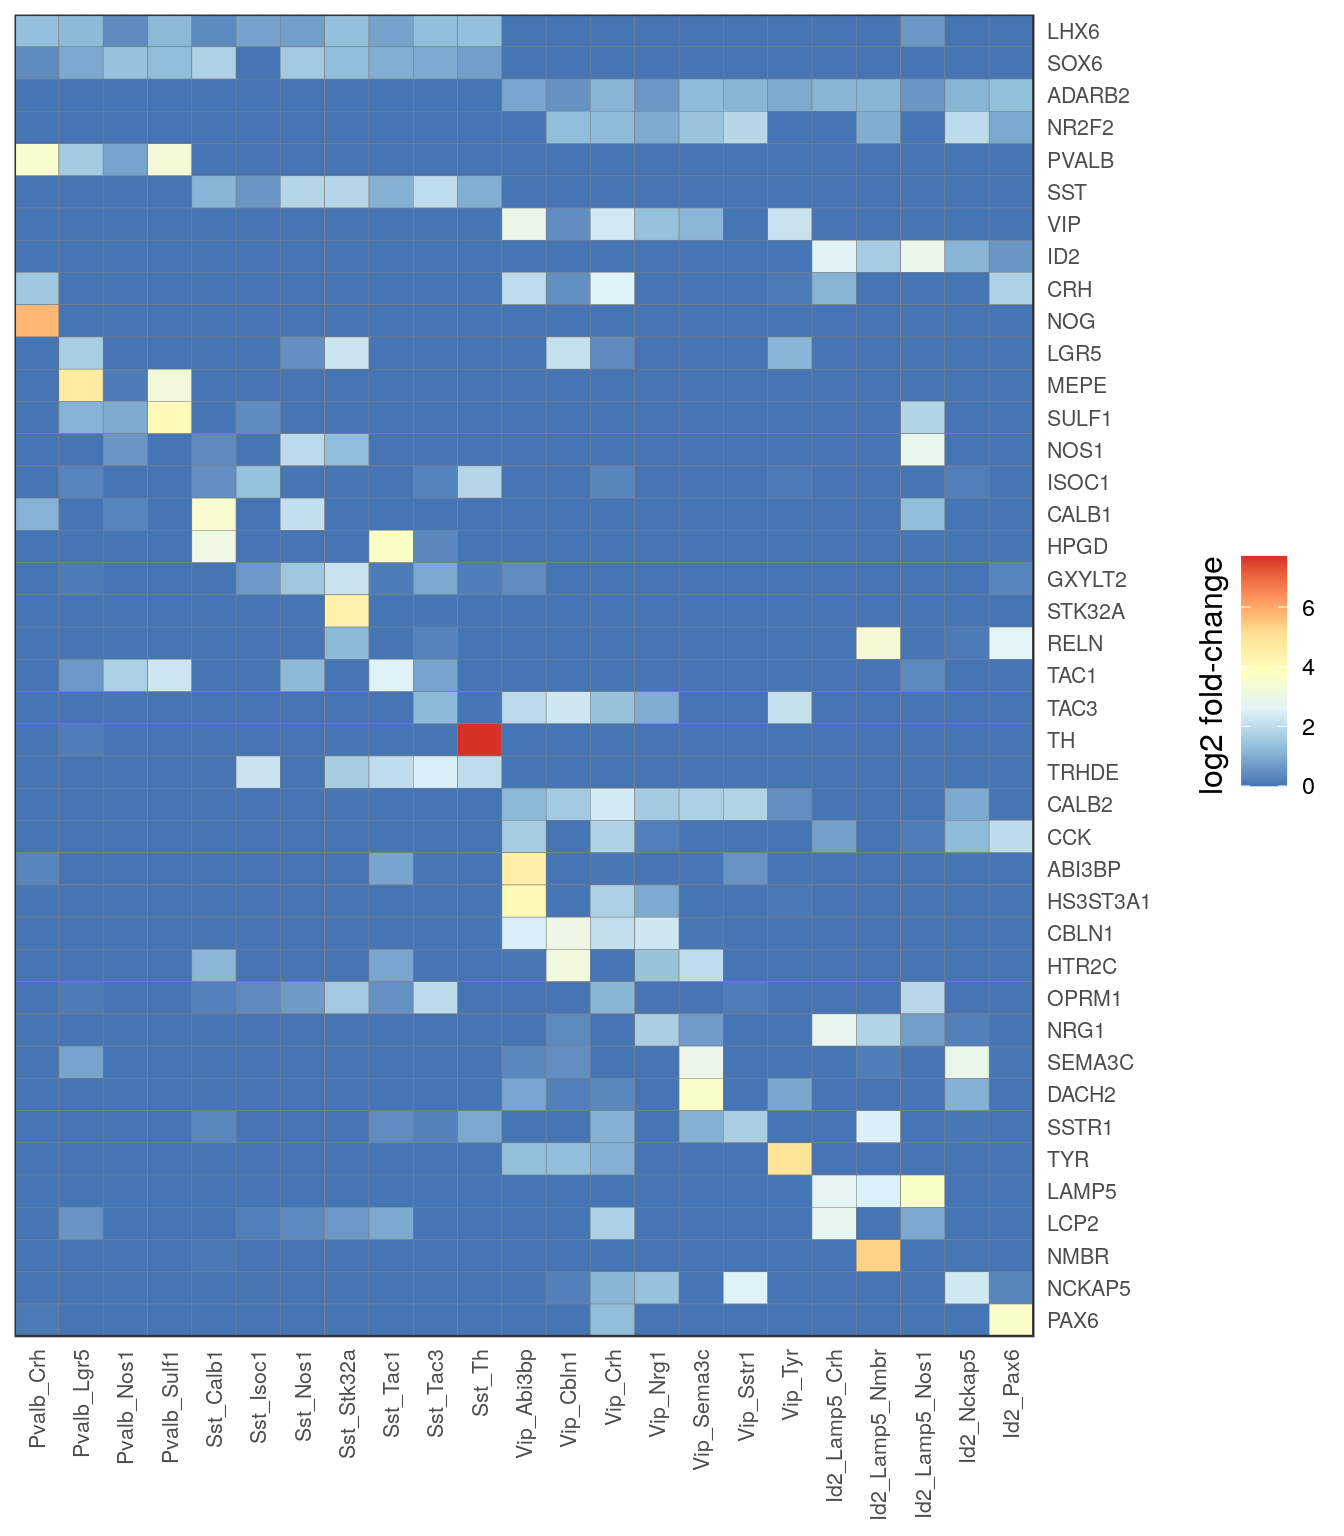 LHX6
SOX6
ADARB2
NR2F2
PVALB
SST
VIP
ID2
CRH
NOG
LGR5
MEPE
SULF1
NOS1
ISOC1
CALB1
HPGD
GXYLT2
STK32A
RELN
TAC1
TAC3
TH
TRHDE
CALB2
CCK
ABI3BP
HS3ST3A1
CBLN1
HTR2C
OPRM1
NRG1
SEMA3C
DACH2
SSTR1
TYR
LAMP5
LCP2
NMBR
NCKAP5
PAX6
Pvalb_Crh
Pvalb_Lgr5
Pvalb_Nos1
Pvalb_Sulf1
Sst_Calb1
Sst_Isoc1
Sst_Nos1
Sst_Stk32a
Sst_Tac1
Sst_Tac3
Sst_Th
Vip_Abi3bp
Vip_Cbln1
Vip_Crh
Vip_Nrg1
Vip_Sema3c
Vip_Sstr1
Vip_Tyr
Id2_Lamp5_Crh
Id2_Lamp5_Nmbr
Id2_Lamp5_Nos1
Id2_Nckap5
Id2_Pax6
log2 fold-change
6
4
2
0